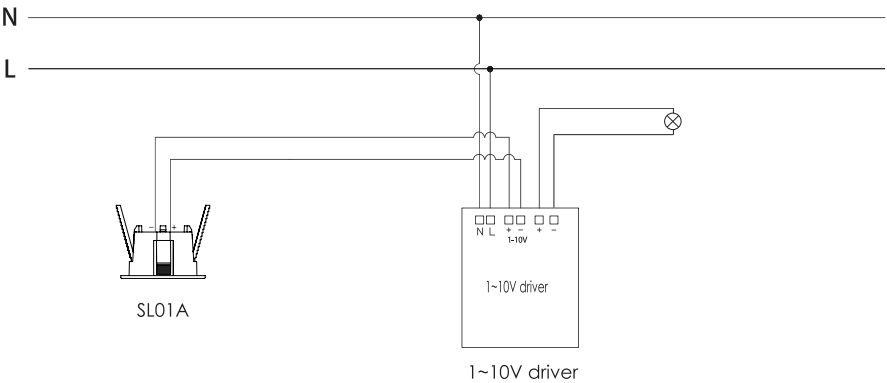 N
L
- +
N L + - + -
1~10V
1~10V driver
SL01A
1~10V driver